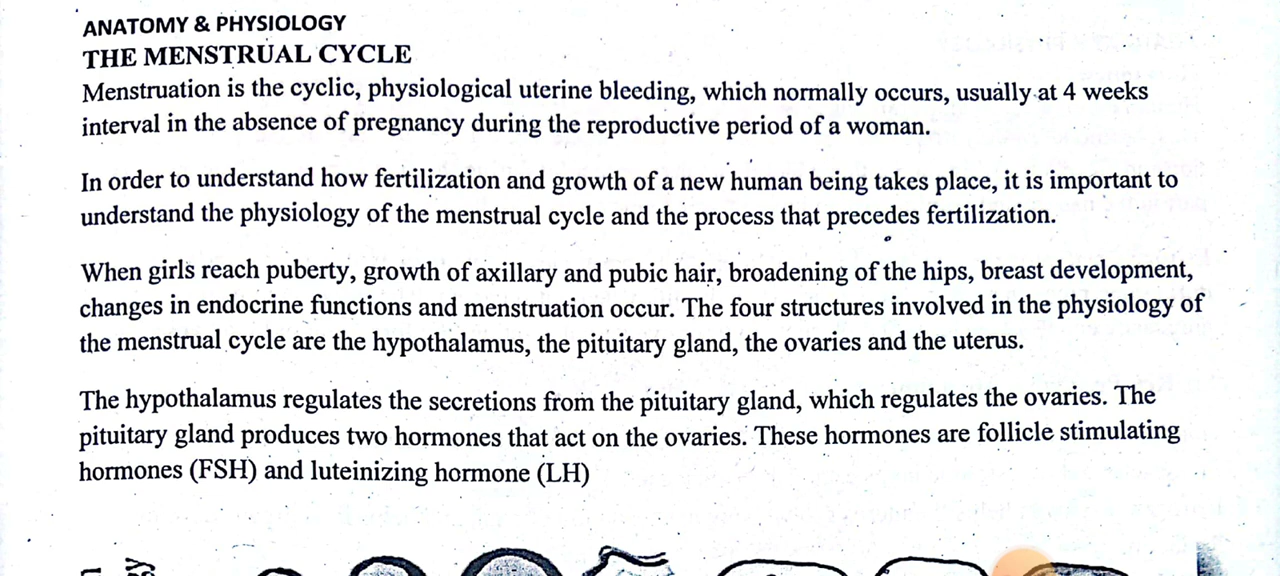 ANATOMY & PHYSIOLOGY
THE MENSTRUAL CYCLE
Menstruation is the cyclic, physiological uterine bleeding, which normally occurs, usually at 4 weeks
interval in the absence of pregnancy during the reproductive period of a woman.
In order to understand how fertilization and growth of a new human being takes place, it is important to
understand the physiology of the menstrual cycle and the process that precedes fertilization.
When girls reach puberty, growth of axillary and pubic hair, broadening of the hips, breast development,
changes in endocrine functions and menstruation occur. The four structures involved in the physiology of
the menstrual cycle are the hypothalamus, the pituitary gland, the ovaries and the uterus.
The hypothalamus regulates the secretions from the pituitary gland, which regulates the ovaries. The
pituitary gland produces two hormones that act on the ovaries. These hormones are follicle stimulating
hormones (FSH) and luteinizing hormone (LH)